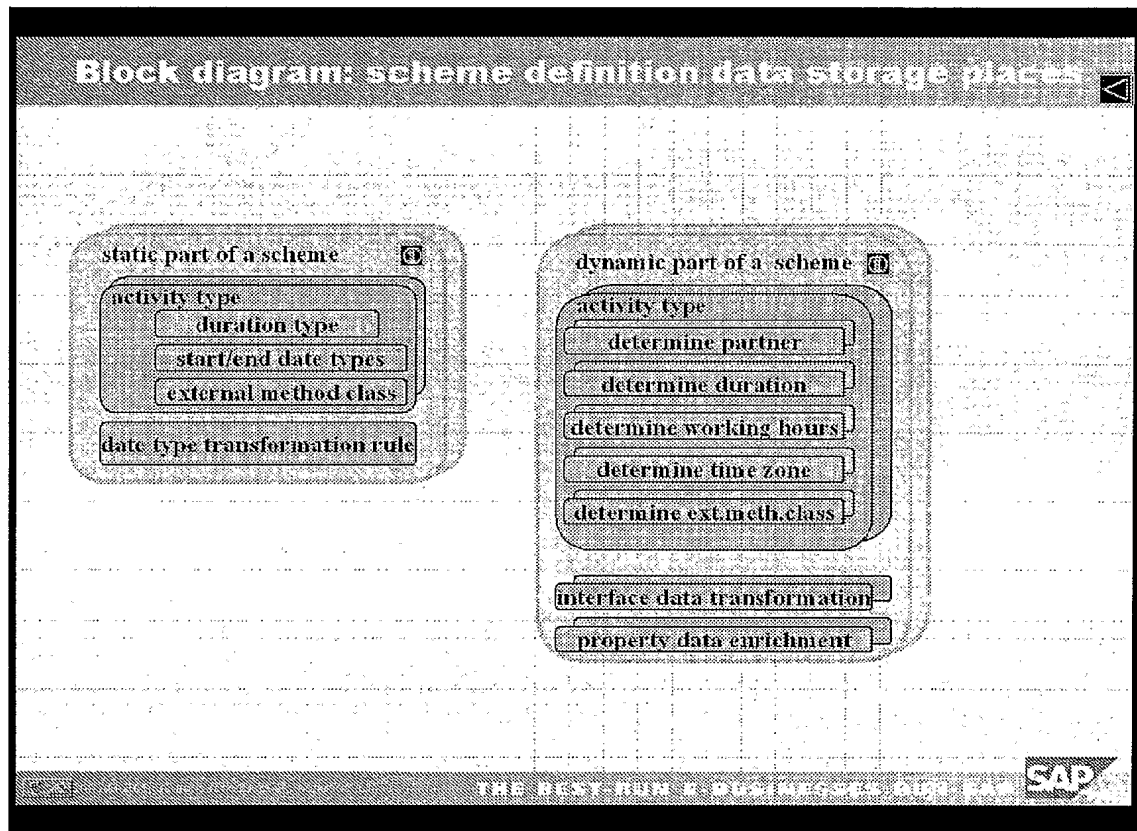 Block diagram: scheme definition data storage places
static part of a scheme
activity type
duration type
start/end date types
external method class
date type transformation rule
dynamic part of a scheme
activity type
determine partner
determine duration
determine working hours
determine time zone
determine ext.meth.class
interface data transformation
property data enrichment
THE BEST-RUN BUSINESSES RUN SAP
SAP